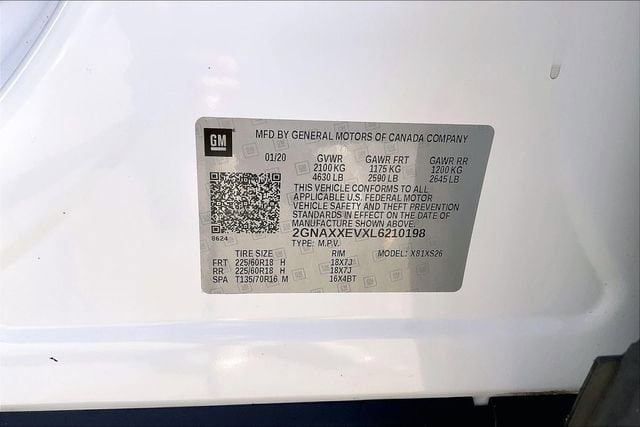 GM
MFD BY GENERAL MOTORS OF CANADA COMPANY
01/20 GVWR GAWR FRT GAWR RR
2100 KG 1175 KG 1200 KG
4630 LB 2590 LB 2645 LB
THIS VEHICLE CONFORMS TO ALL
APPLICABLE U.S. FEDERAL MOTOR
VEHICLE SAFETY AND THEFT PREVENTION
STANDARDS IN EFFECT ON THE DATE OF
MANUFACTURE SHOWN ABOVE.
8624
2GNAXXEVXL6210198
TYPE: M.P.V.
TIRE SIZE RIM MODEL: X81XS26
FRT 225/60R18 H 18X7J
RR 225/60R18 H 18X7J
SPA T135/70R16 M 16X4BT